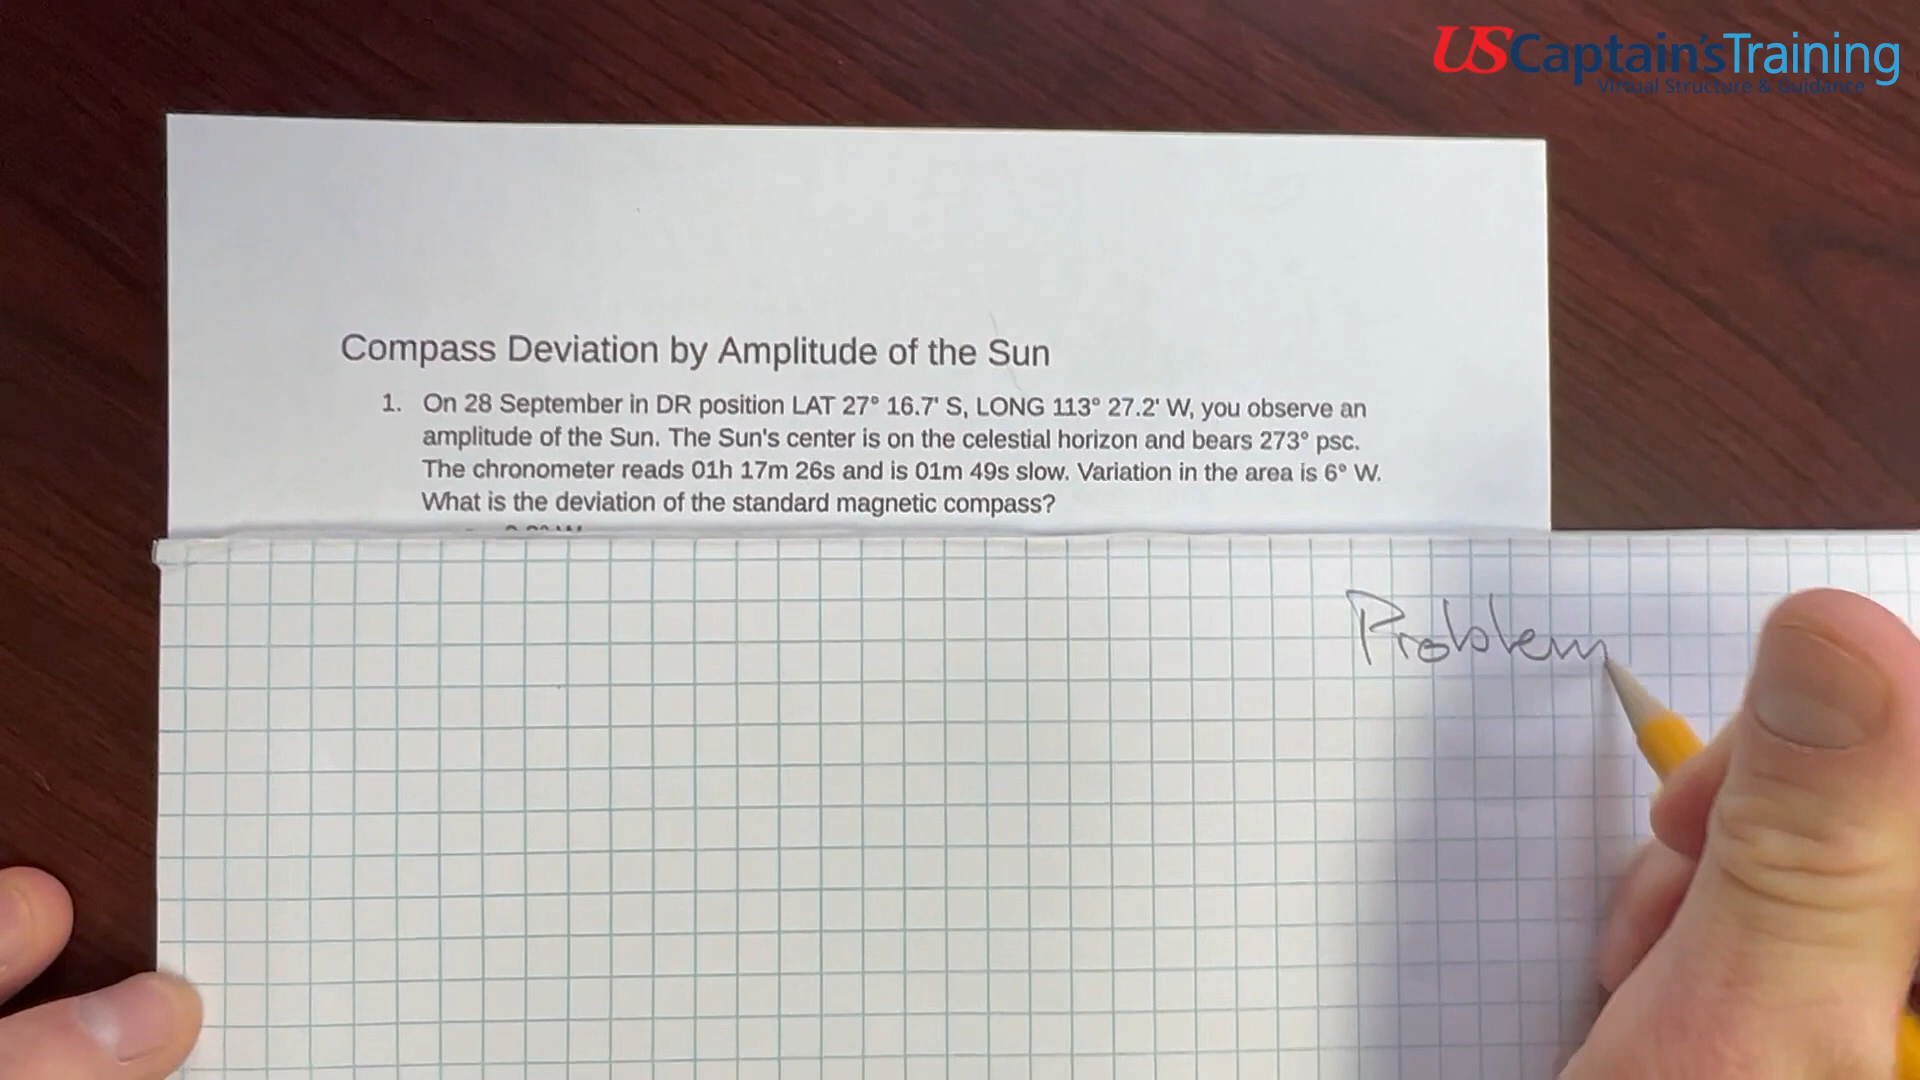 USCaptain'sTraining
Virtual Structure & Guidance
Compass Deviation by Amplitude of the Sun
1. On 28 September in DR position LAT 27° 16.7' S, LONG 113° 27.2' W, you observe an
amplitude of the Sun. The Sun's center is on the celestial horizon and bears 273° psc.
The chronometer reads 01h 17m 26s and is 01m 49s slow. Variation in the area is 6° W.
What is the deviation of the standard magnetic compass?
Problem